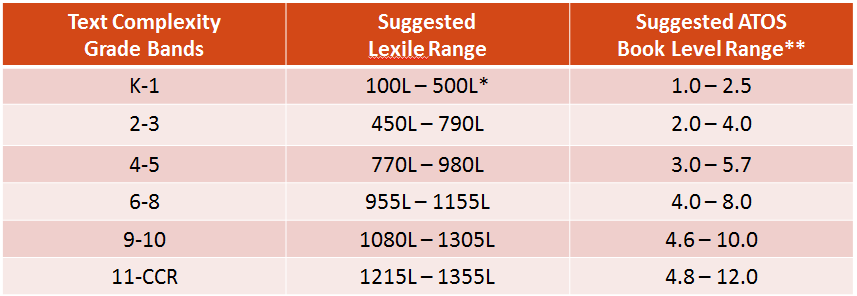 Text Complexity Grade Bands | Suggested Lexile Range | Suggested ATOS Book Level Range**
K-1 | 100L – 500L* | 1.0 – 2.5
2-3 | 450L – 790L | 2.0 – 4.0
4-5 | 770L – 980L | 3.0 – 5.7
6-8 | 955L – 1155L | 4.0 – 8.0
9-10 | 1080L – 1305L | 4.6 – 10.0
11-CCR | 1215L – 1355L | 4.8 – 12.0